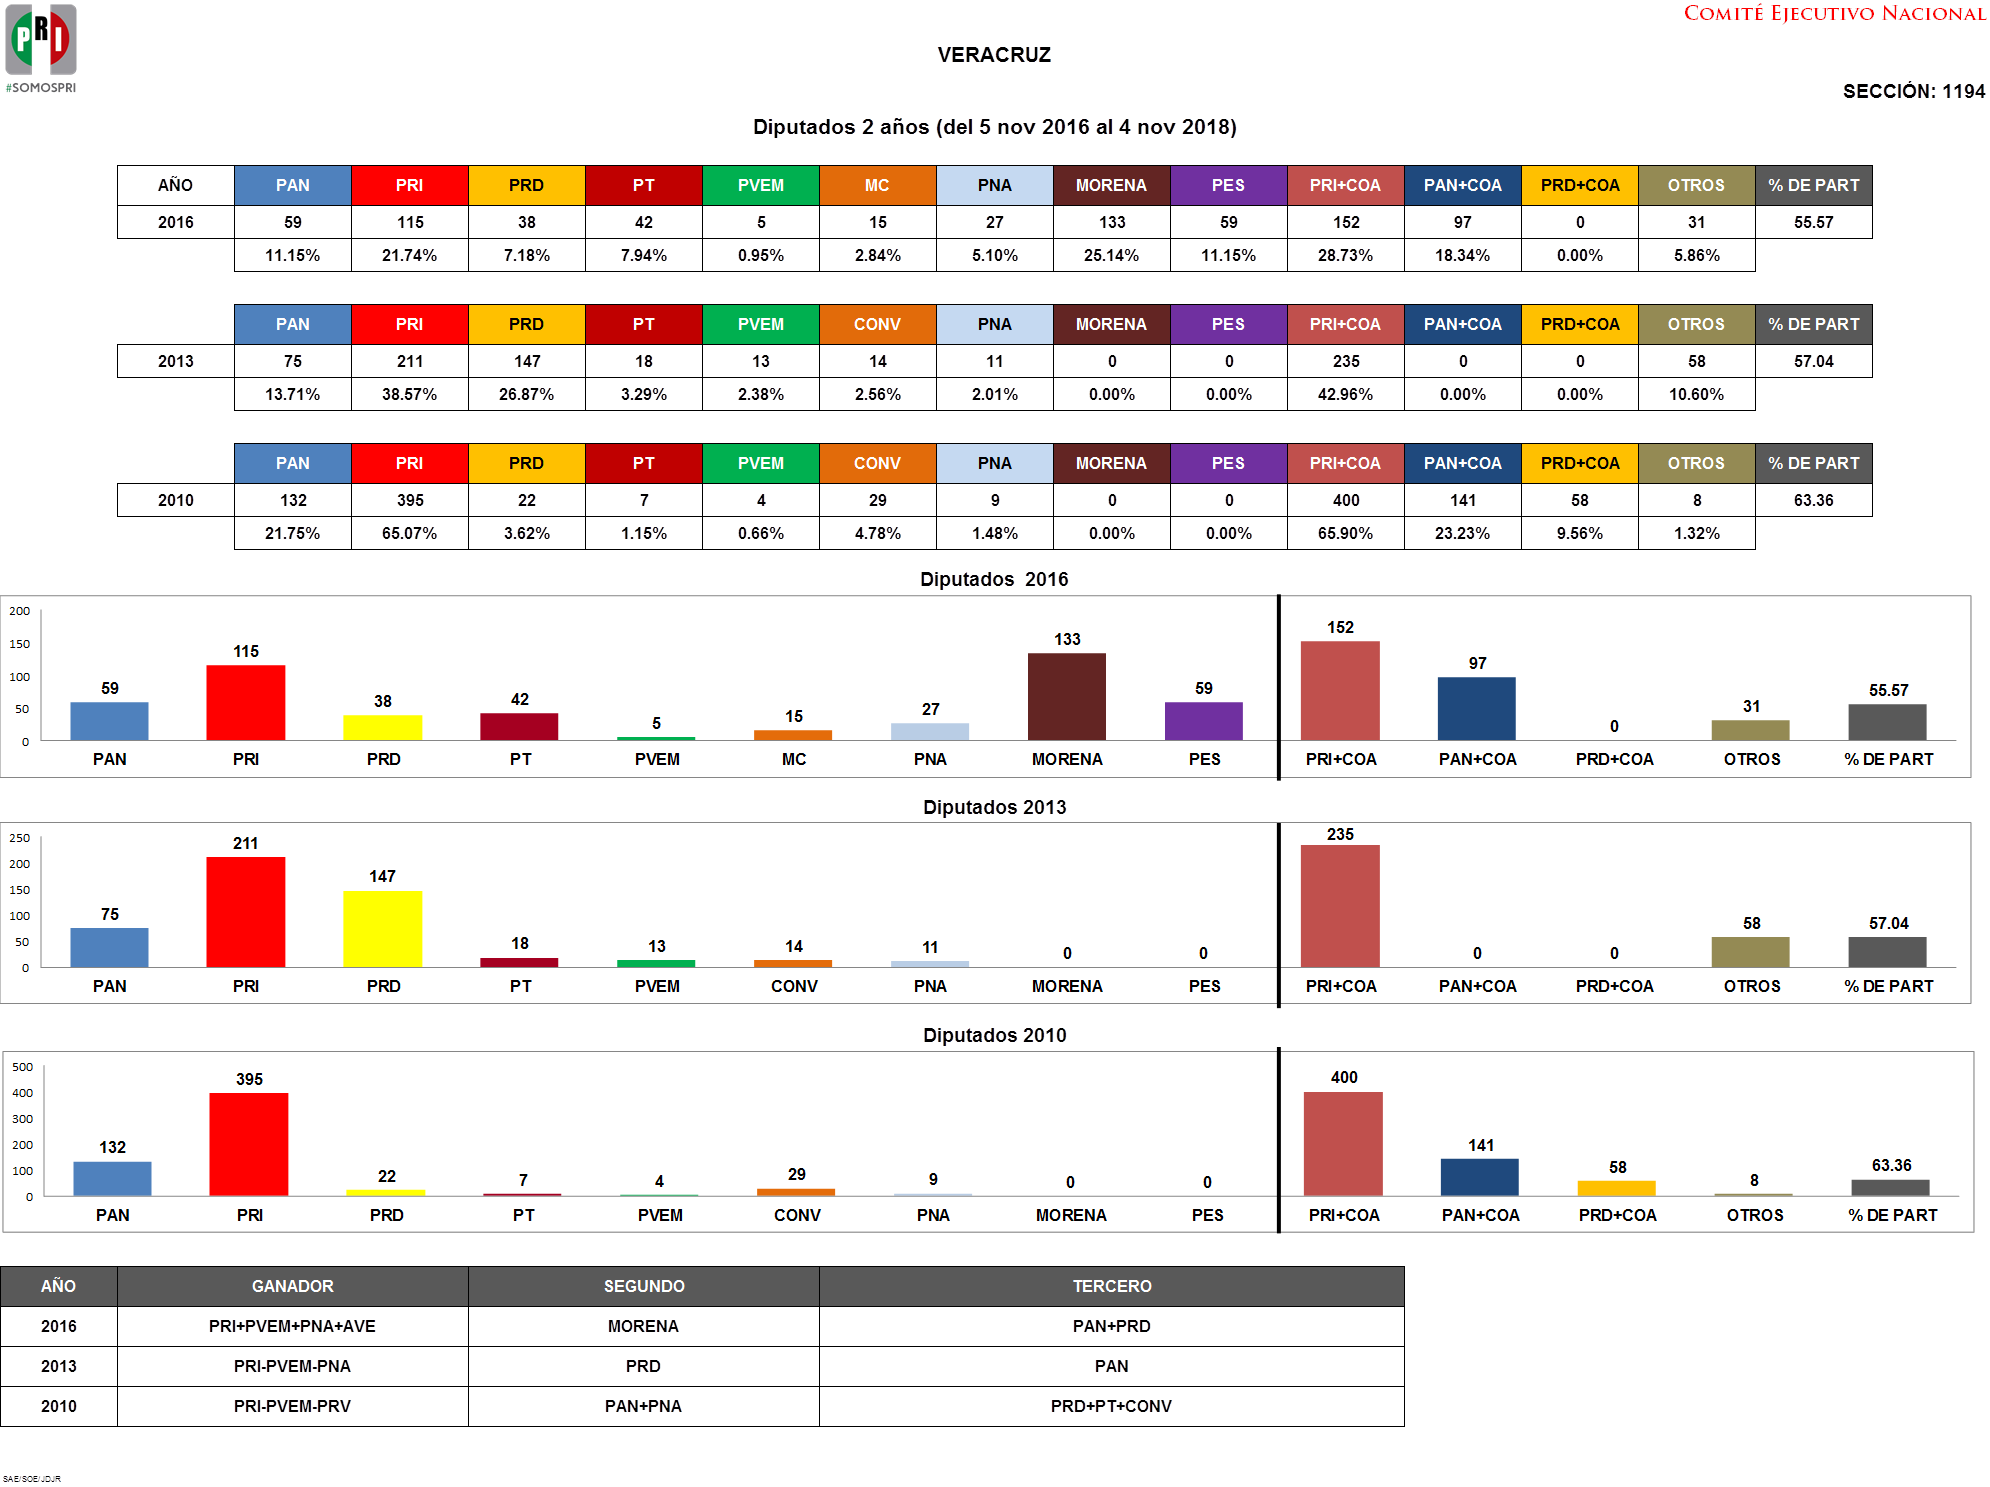 PRI
#SOMOSPRI
COMITÉ EJECUTIVO NACIONAL
VERACRUZ
SECCIÓN: 1194
Diputados 2 años (del 5 nov 2016 al 4 nov 2018)
AÑO PAN PRI PRD PT PVEM MC PNA MORENA PES PRI+COA PAN+COA PRD+COA OTROS % DE PART
2016 59 115 38 42 5 15 27 133 59 152 97 0 31 55.57
11.15% 21.74% 7.18% 7.94% 0.95% 2.84% 5.10% 25.14% 11.15% 28.73% 18.34% 0.00% 5.86%
PAN PRI PRD PT PVEM CONV PNA MORENA PES PRI+COA PAN+COA PRD+COA OTROS % DE PART
2013 75 211 147 18 13 14 11 0 0 235 0 0 58 57.04
13.71% 38.57% 26.87% 3.29% 2.38% 2.56% 2.01% 0.00% 0.00% 42.96% 0.00% 0.00% 10.60%
PAN PRI PRD PT PVEM CONV PNA MORENA PES PRI+COA PAN+COA PRD+COA OTROS % DE PART
2010 132 395 22 7 4 29 9 0 0 400 141 58 8 63.36
21.75% 65.07% 3.62% 1.15% 0.66% 4.78% 1.48% 0.00% 0.00% 65.90% 23.23% 9.56% 1.32%
Diputados 2016
200
150
100
50
0
59 115 38 42 5 15 27 133 59 152 97 0 31 55.57
PAN PRI PRD PT PVEM MC PNA MORENA PES PRI+COA PAN+COA PRD+COA OTROS % DE PART
Diputados 2013
250
200
150
100
50
0
75 211 147 18 13 14 11 0 0 235 0 0 58 57.04
PAN PRI PRD PT PVEM CONV PNA MORENA PES PRI+COA PAN+COA PRD+COA OTROS % DE PART
Diputados 2010
500
400
300
200
100
0
132 395 22 7 4 29 9 0 0 400 141 58 8 63.36
PAN PRI PRD PT PVEM CONV PNA MORENA PES PRI+COA PAN+COA PRD+COA OTROS % DE PART
AÑO GANADOR SEGUNDO TERCERO
2016 PRI+PVEM+PNA+AVE MORENA PAN+PRD
2013 PRI-PVEM-PNA PRD PAN
2010 PRI-PVEM-PRV PAN+PNA PRD+PT+CONV
SAE/SOE/JDJR